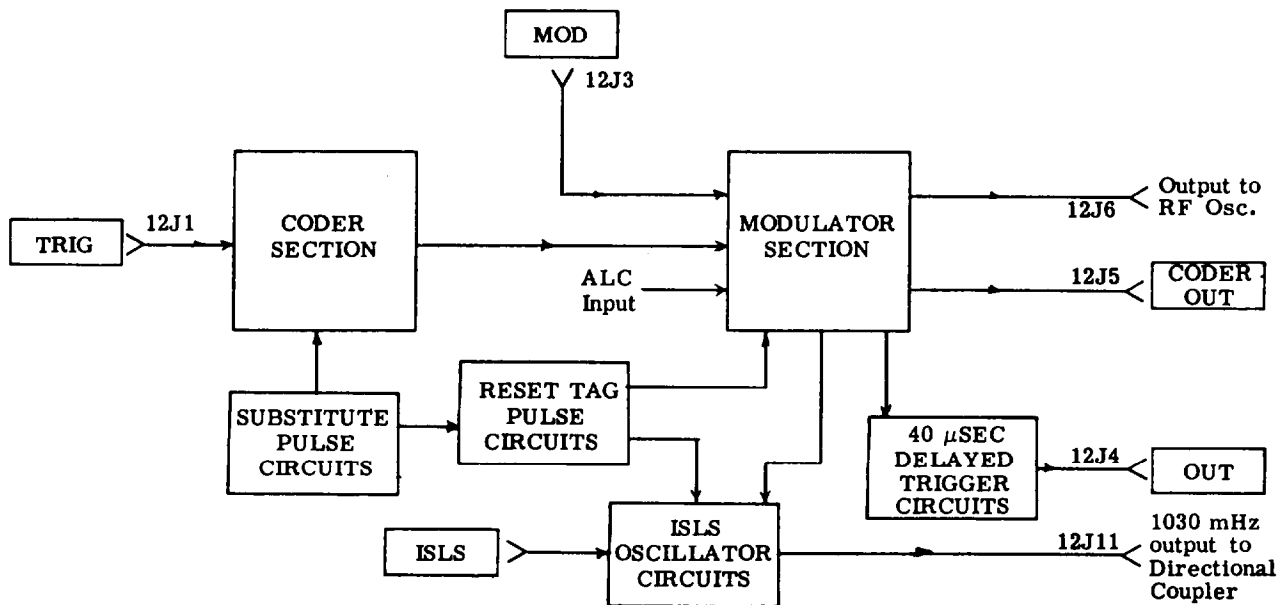 MOD
12J3
TRIG
12J1
CODER
SECTION
MODULATOR
SECTION
ALC
Input
12J6
Output to
RF Osc.
12J5
CODER
OUT
SUBSTITUTE
PULSE
CIRCUITS
RESET TAG
PULSE
CIRCUITS
40 μSEC
DELAYED
TRIGGER
CIRCUITS
12J4
OUT
ISLS
ISLS
OSCILLATOR
CIRCUITS
12J11
1030 mHz
output to
Directional
Coupler